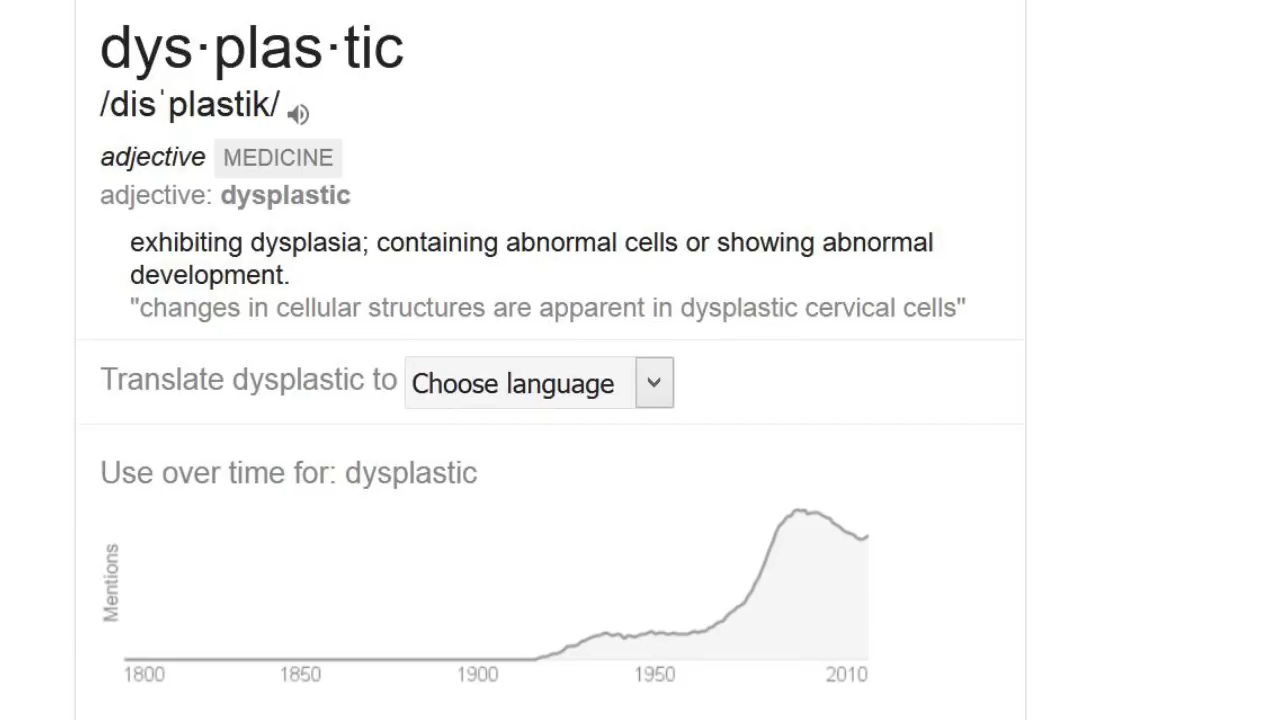 dys·plas·tic
/disˈplastik/
adjective MEDICINE
adjective: dysplastic
exhibiting dysplasia; containing abnormal cells or showing abnormal
development.
"changes in cellular structures are apparent in dysplastic cervical cells"
Translate dysplastic to Choose language
Use over time for: dysplastic
Mentions
1800 1850 1900 1950 2010